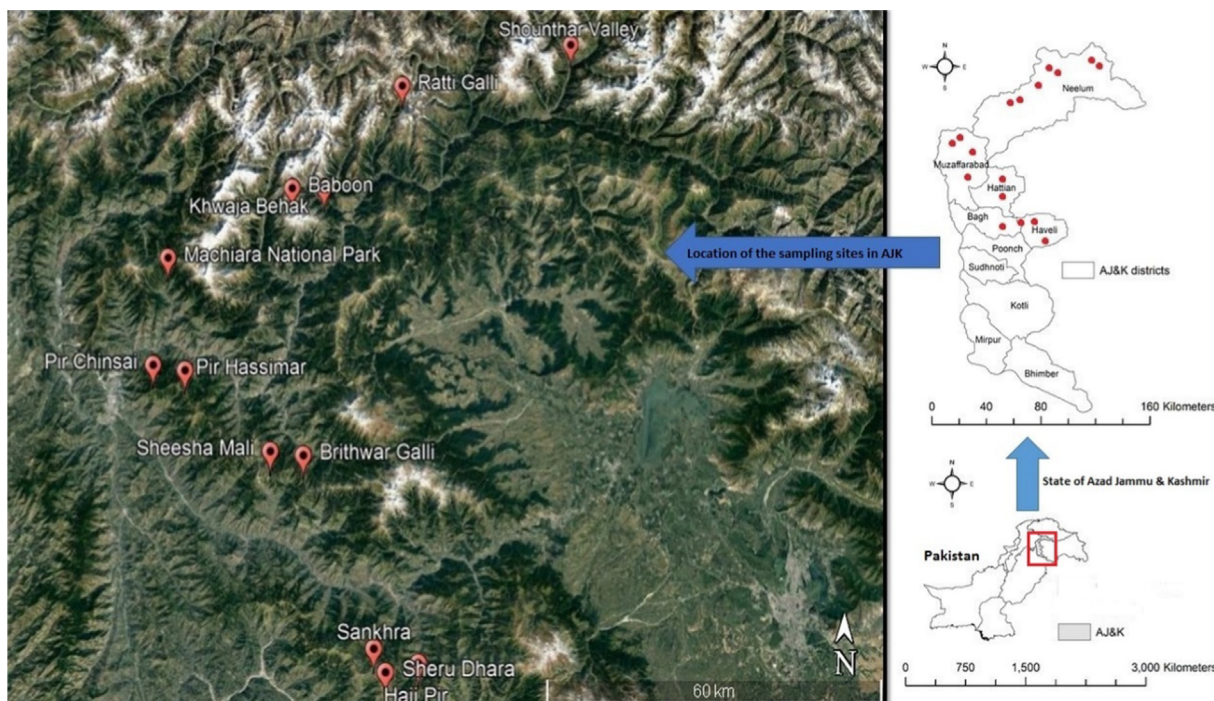 Shounthar Valley
Ratti Galli
Baboon
Khwaja Behak
Machiara National Park
Pir Chinsai
Pir Hassimar
Sheesha Mali
Brithwar Galli
Sankhra
Sheru Dhara
Haji Pir
N
60 km
Location of the sampling sites in AJK
N
W E
S
Neelum
Muzaffarabad
Hattian
Bagh
Haveli
Poonch
Sudhnoti
AJ&K districts
Kotli
Mirpur
Bhimber
0 40 80 160 Kilometers
N
W E
S
State of Azad Jammu & Kashmir
Pakistan
AJ&K
0 750 1,500 3,000 Kilometers